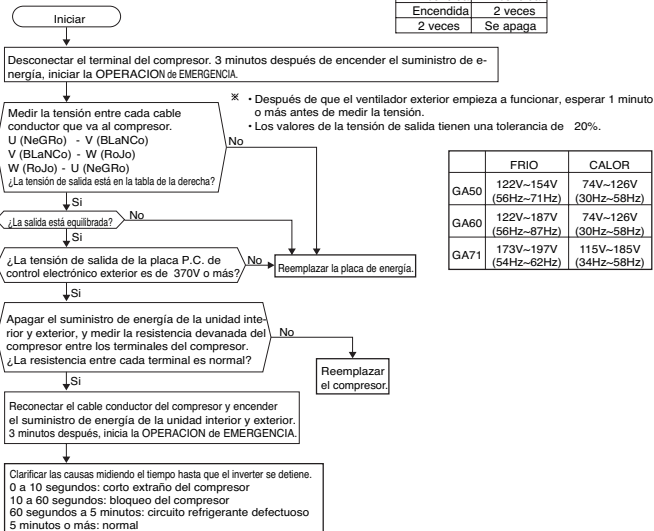 Encendida 2 veces
2 veces Se apaga
Iniciar
Desconectar el terminal del compresor. 3 minutos después de encender el suministro de e-
nergía, iniciar la OPERACION de EMERGENCIA.
※ • Después de que el ventilador exterior empieza a funcionar, esperar 1 minuto
o más antes de medir la tensión.
• Los valores de la tensión de salida tienen una tolerancia de 20%.
Medir la tensión entre cada cable
conductor que va al compresor.
U (NeGRo) - V (BLaNCo)
V (BLaNCo) - W (RoJo)
W (RoJo) - U (NeGRo)
¿La tensión de salida está en la tabla de la derecha?
No
Si
FRIO CALOR
GA50 122V~154V (56Hz~71Hz) 74V~126V (30Hz~58Hz)
GA60 122V~187V (56Hz~87Hz) 74V~126V (30Hz~58Hz)
GA71 173V~197V (54Hz~62Hz) 115V~185V (34Hz~58Hz)
¿La salida está equilibrada?
No
Si
¿La tensión de salida de la placa P.C. de
control electrónico exterior es de 370V o más?
No
Reemplazar la placa de energía.
Si
Apagar el suministro de energía de la unidad inte-
rior y exterior, y medir la resistencia devanada del
compresor entre los terminales del compresor.
¿La resistencia entre cada terminal es normal?
No
Reemplazar
el compresor.
Si
Reconectar el cable conductor del compresor y encender
el suministro de energía de la unidad interior y exterior.
3 minutos después, inicia la OPERACION de EMERGENCIA.
Clarificar las causas midiendo el tiempo hasta que el inverter se detiene.
0 a 10 segundos: corto extraño del compresor
10 a 60 segundos: bloqueo del compresor
60 segundos a 5 minutos: circuito refrigerante defectuoso
5 minutos o más: normal